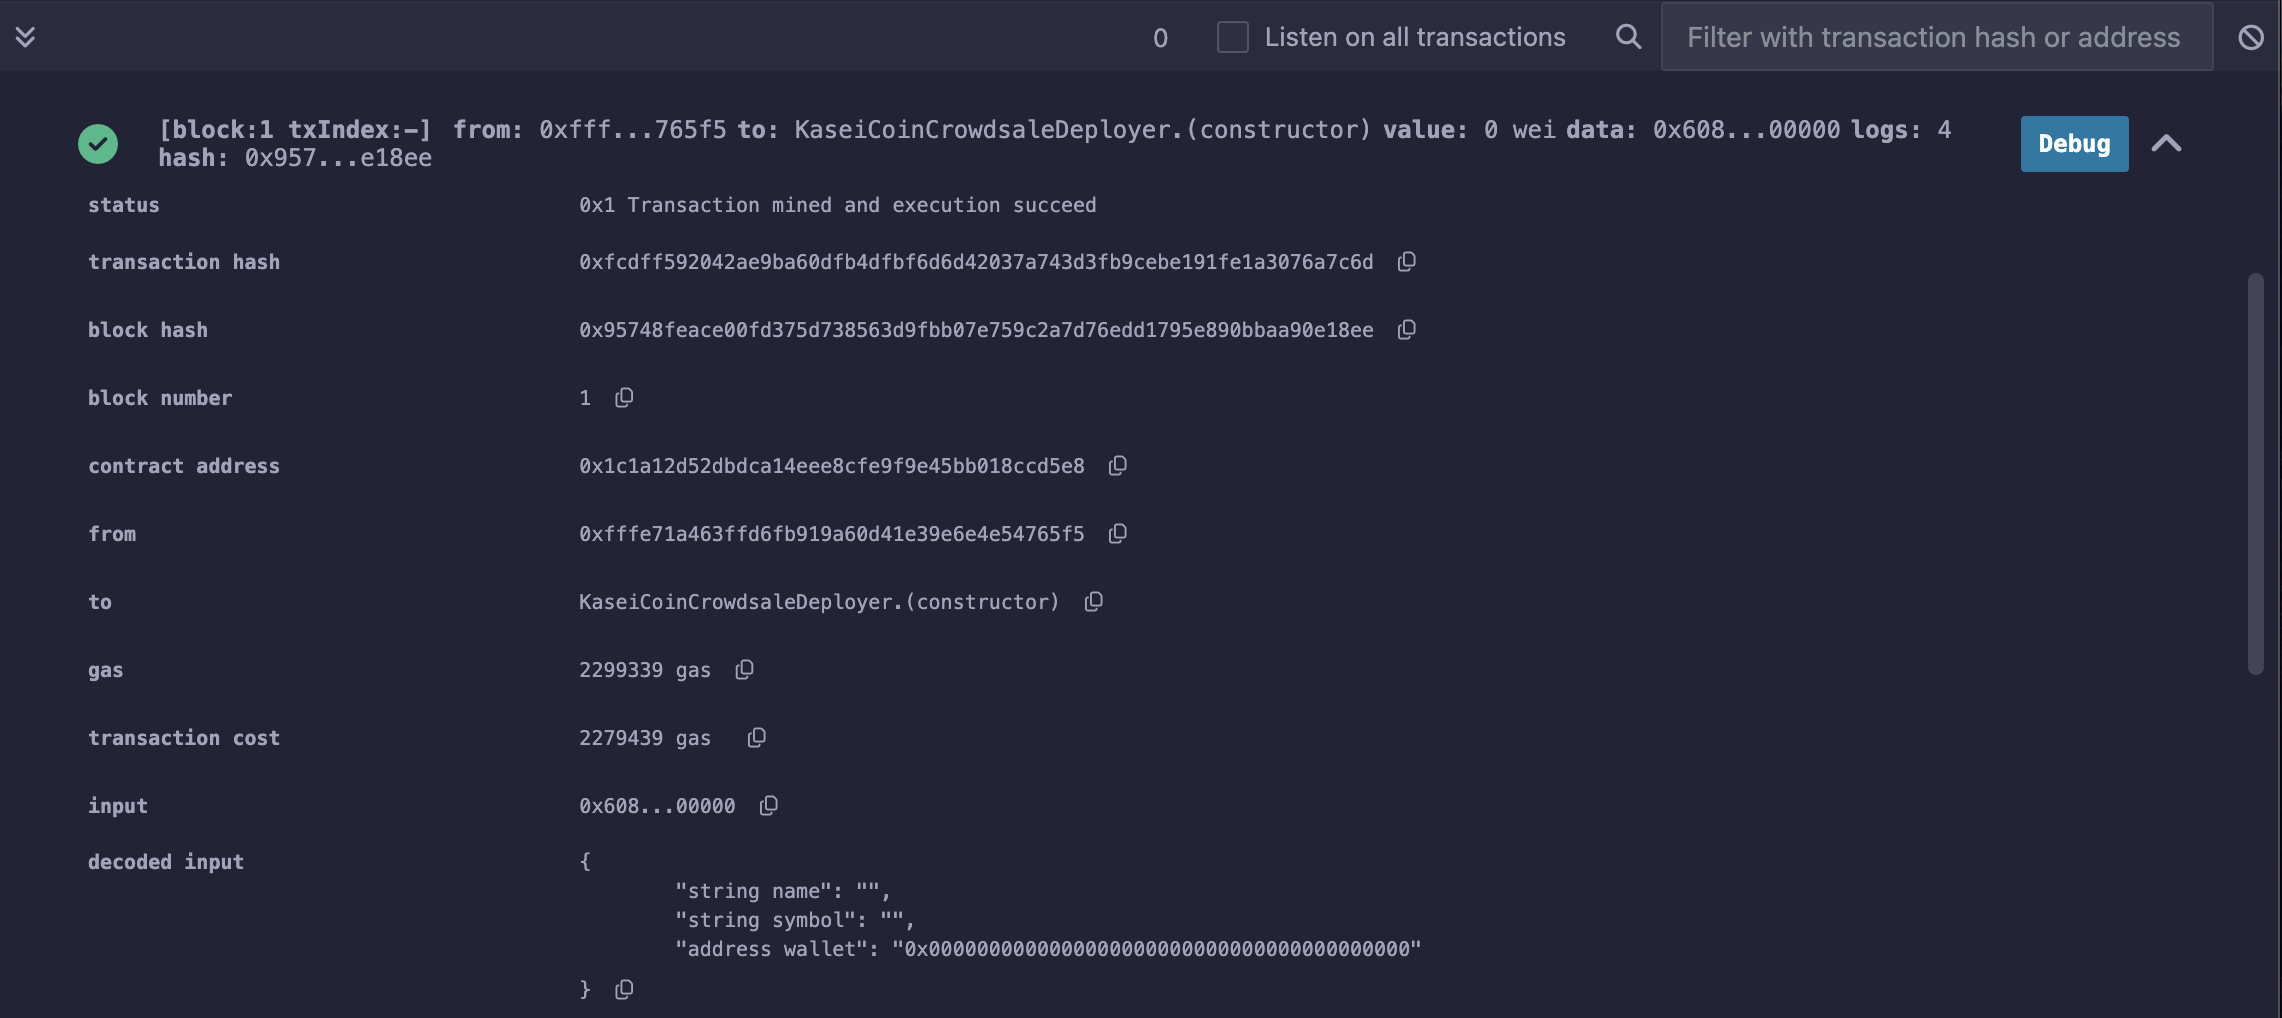 0 Listen on all transactions Filter with transaction hash or address
[block:1 txIndex:-] from: 0xfff...765f5 to: KaseiCoinCrowdsaleDeployer.(constructor) value: 0 wei data: 0x608...00000 logs: 4
hash: 0x957...e18ee
Debug
status 0x1 Transaction mined and execution succeed
transaction hash 0xfcdff592042ae9ba60dfb4dfbf6d6d42037a743d3fb9cebe191fe1a3076a7c6d
block hash 0x95748feace00fd375d738563d9fbb07e759c2a7d76edd1795e890bbaa90e18ee
block number 1
contract address 0x1c1a12d52dbdca14eee8cfe9f9e45bb018ccd5e8
from 0xfffe71a463ffd6fb919a60d41e39e6e4e54765f5
to KaseiCoinCrowdsaleDeployer.(constructor)
gas 2299339 gas
transaction cost 2279439 gas
input 0x608...00000
decoded input {
"string name": "",
"string symbol": "",
"address wallet": "0x0000000000000000000000000000000000000000"
}